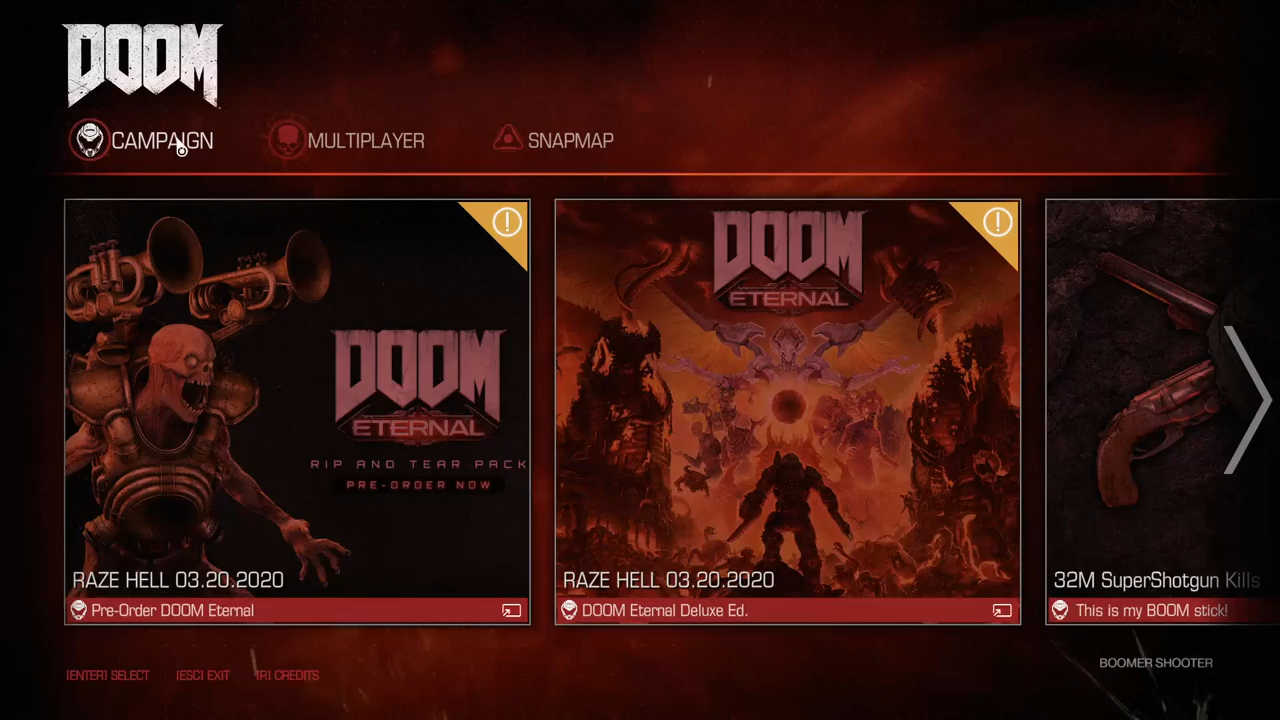 DOOM
CAMPAIGN
MULTIPLAYER
SNAPMAP
DOOM
ETERNAL
RIP AND TEAR PACK
PRE-ORDER NOW
RAZE HELL 03.20.2020
Pre-Order DOOM Eternal
DOOM
ETERNAL
RAZE HELL 03.20.2020
DOOM Eternal Deluxe Ed.
32M SuperShotgun Kills
This is my BOOM stick!
[ENTER] SELECT [ESC] EXIT [R] CREDITS
BOOMER SHOOTER